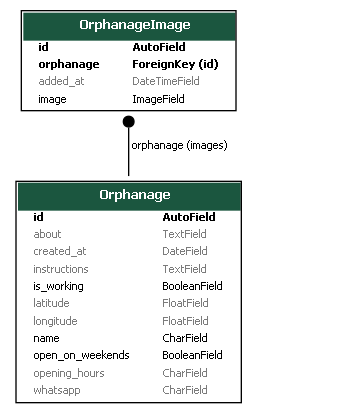 OrphanageImage
id AutoField
orphanage ForeignKey (id)
added_at DateTimeField
image ImageField
orphanage (images)
Orphanage
id AutoField
about TextField
created_at DateField
instructions TextField
is_working BooleanField
latitude FloatField
longitude FloatField
name CharField
open_on_weekends BooleanField
opening_hours CharField
whatsapp CharField